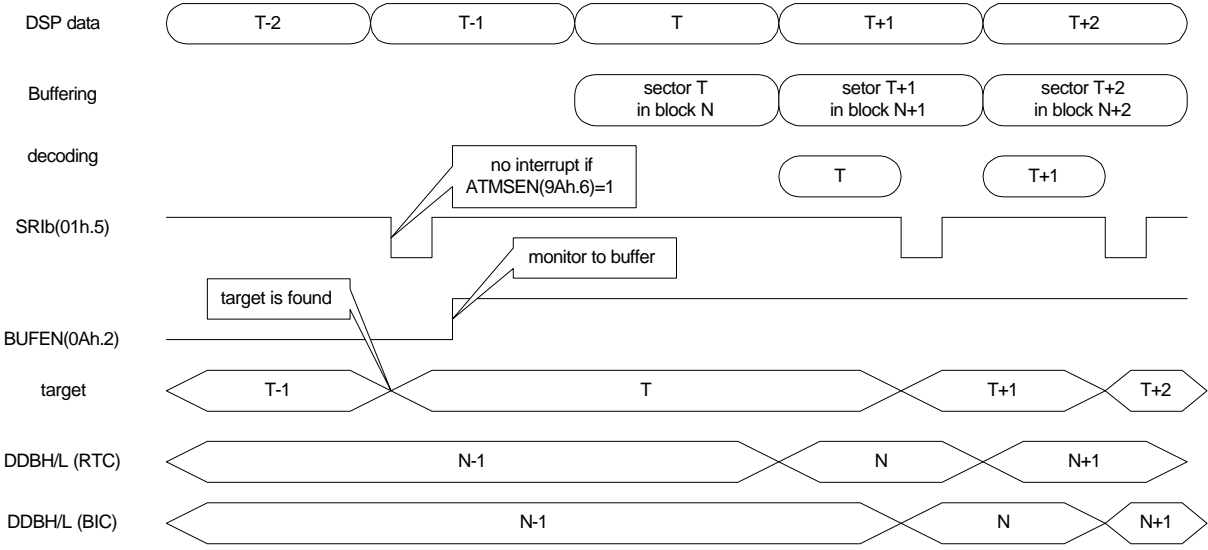 DSP data T-2 T-1 T T+1 T+2
Buffering
sector T
in block N
setor T+1
in block N+1
sector T+2
in block N+2
decoding T T+1
no interrupt if
ATMSEN(9Ah.6)=1
SRIb(01h.5)
monitor to buffer
target is found
BUFEN(0Ah.2)
target T-1 T T+1 T+2
DDBH/L (RTC) N-1 N N+1
DDBH/L (BIC) N-1 N N+1